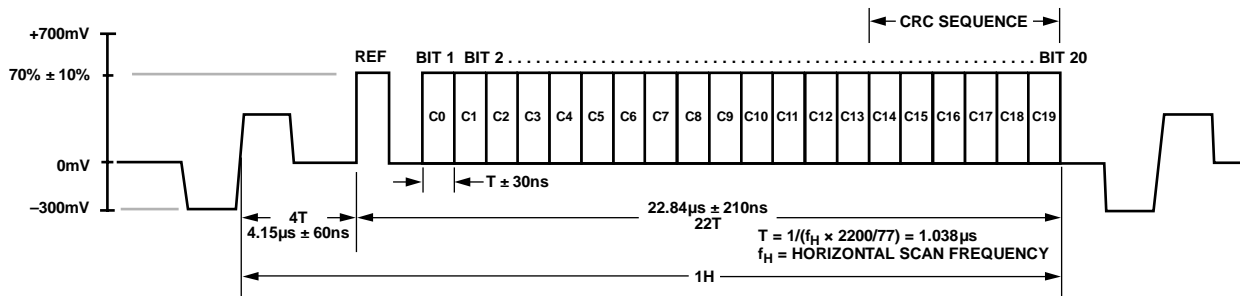 CRC SEQUENCE
+700mV
REF
BIT 1 BIT 2 . . . . . . . . . . . . . . . . . . . . . . . . . . . . . . . . . . . . . . . . . . . . . . . . . . . . . . . . . . . . . . BIT 20
70% ± 10%
C0 C1 C2 C3 C4 C5 C6 C7 C8 C9 C10 C11 C12 C13 C14 C15 C16 C17 C18 C19
0mV
T ± 30ns
–300mV
4T
4.15µs ± 60ns
22.84µs ± 210ns
22T
T = 1/(fH × 2200/77) = 1.038µs
fH = HORIZONTAL SCAN FREQUENCY
1H